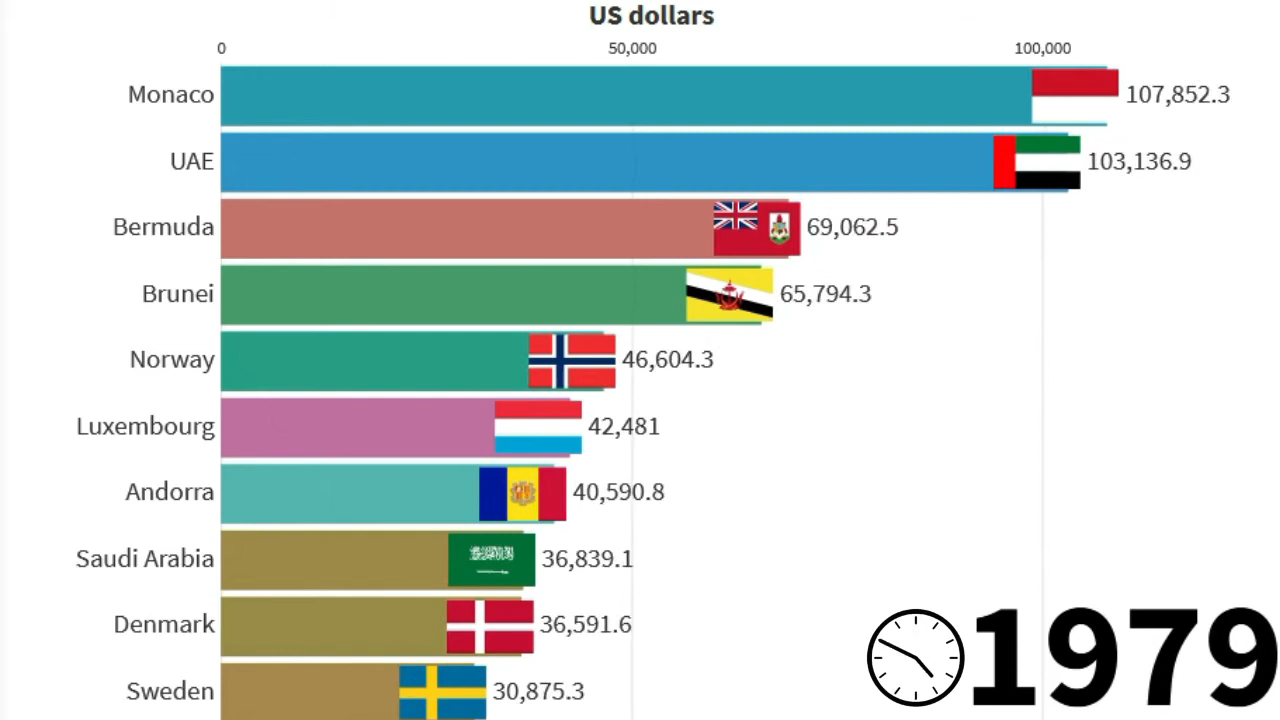 US dollars
0 50,000 100,000
Monaco 107,852.3
UAE 103,136.9
Bermuda 69,062.5
Brunei 65,794.3
Norway 46,604.3
Luxembourg 42,481
Andorra 40,590.8
Saudi Arabia 36,839.1
Denmark 36,591.6
Sweden 30,875.3
1979